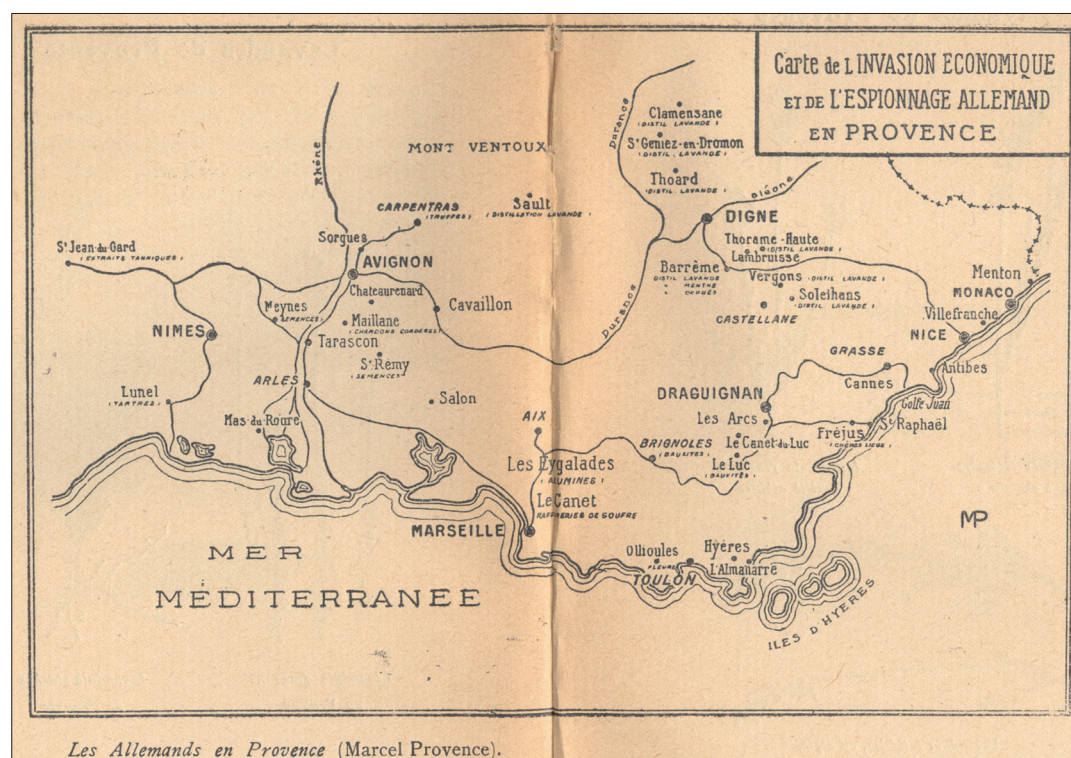 Carte de L INVASION ECONOMIQUE
ET DE L'ESPIONNAGE ALLEMAND
EN PROVENCE
Clamensane
(DISTIL LAVANDE)
St Geniez-en-Dromon
(DISTIL. LAVANDE)
Thoard
(DISTIL LAVANDE)
Durance
Bléone
Rhône
MONT VENTOUX
Sault
(DISTILLATION LAVANDE)
CARPENTRAS
(TRUFFES)
Sorgues
AVIGNON
St Jean-du-Gard
(EXTRAITS TANNIQUES)
DIGNE
Thorame-Haute
(DISTIL LAVANDE)
Lambruisse
Barrême
DISTIL LAVANDE
" MENTHE
Vergons (DISTIL LAVANDE)
Soleihans
(DISTIL LAVANDE)
CASTELLANE
Menton
MONACO
Villefranche
NICE
Chateaurenard
Cavaillon
Durance
Meynes
(SEMENCES)
Maillane
(CHARDONS CORDERES)
NIMES
Tarascon
St Rémy
(SEMENCES)
GRASSE
Cannes
Antibes
Golfe Juan
ARLES
Lunel
(TARTRES)
Salon
Mas-du-Roure
AIX
DRAGUIGNAN
Les Arcs
Fréjus
(CHÊNES LIEGE)
St Raphaël
BRIGNOLES
(BAUXITES)
Le Canet-du-Luc
Le Luc
(BAUXITES)
Les Eygalades
(ALUMINES)
Le Canet
RAFFINERIES DE SOUFRE
MARSEILLE
MP
Ollioules
FLEURS
TOULON
Hyères
L'Almanarre
ILES D'HYERES
MER
MÉDITERRANEE
Les Allemands en Provence (Marcel Provence).